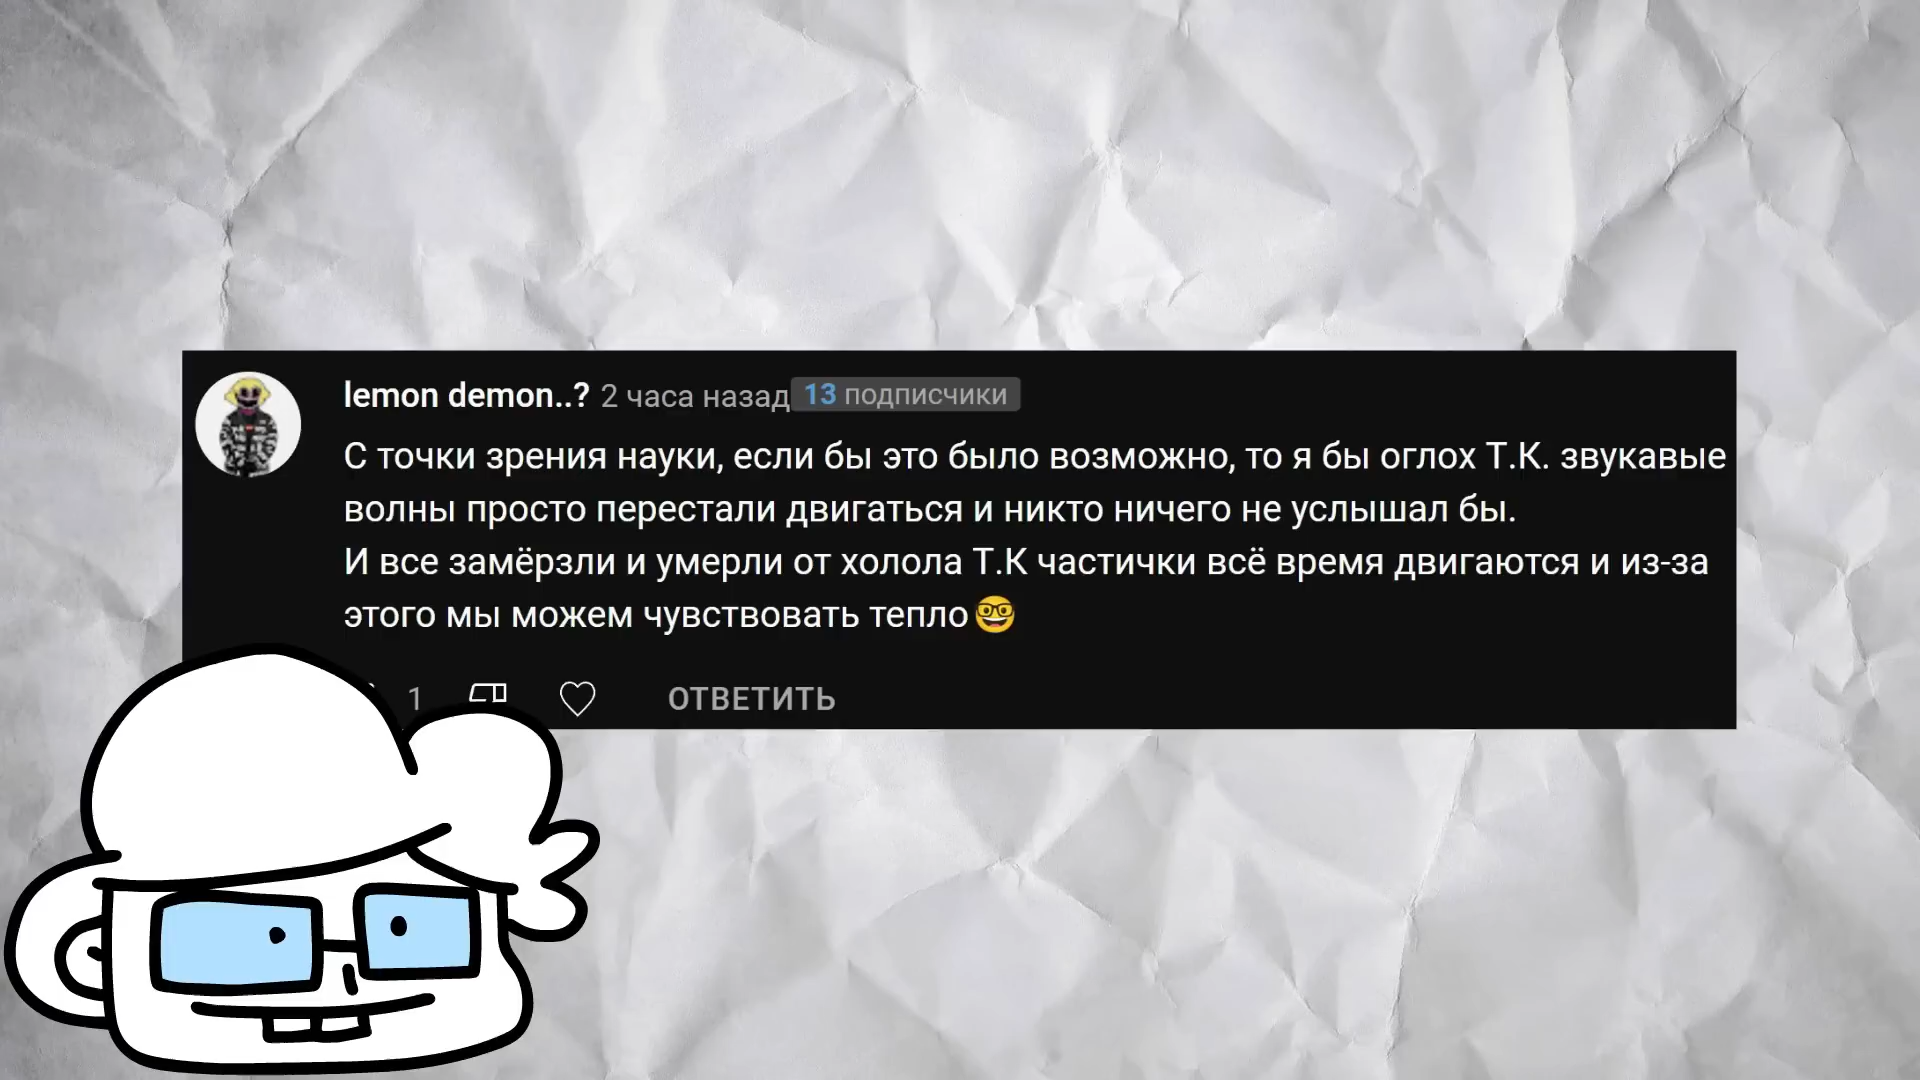 lemon demon..? 2 часа назад 13 подписчики
С точки зрения науки, если бы это было возможно, то я бы оглох Т.К. звукавые
волны просто перестали двигаться и никто ничего не услышал бы.
И все замёрзли и умерли от холола Т.К частички всё время двигаются и из-за
этого мы можем чувствовать тепло🤓
1 ОТВЕТИТЬ